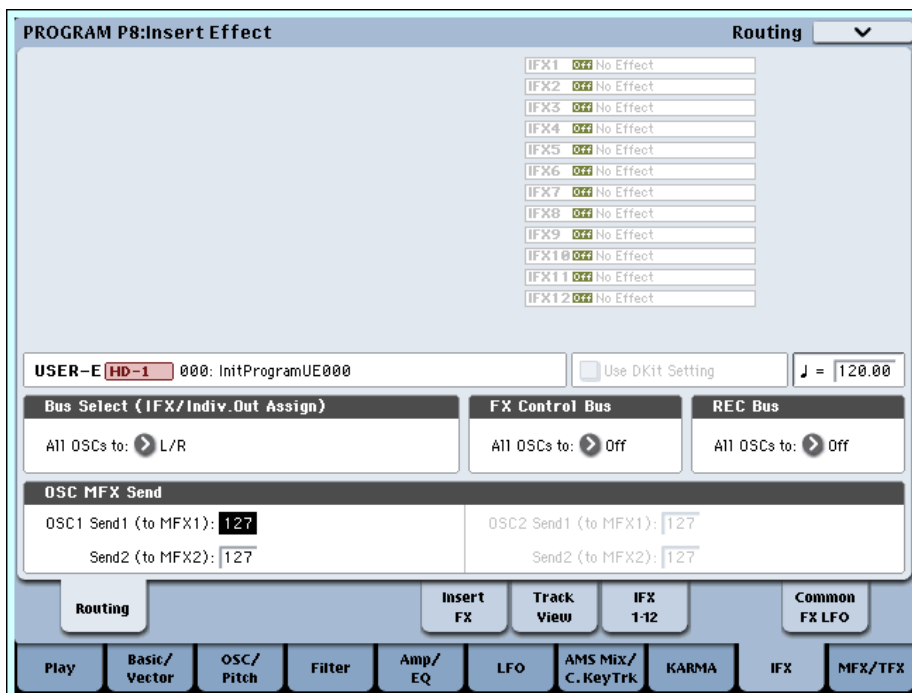 PROGRAM P8:Insert Effect Routing
IFX1 Off No Effect
IFX2 Off No Effect
IFX3 Off No Effect
IFX4 Off No Effect
IFX5 Off No Effect
IFX6 Off No Effect
IFX7 Off No Effect
IFX8 Off No Effect
IFX9 Off No Effect
IFX10 Off No Effect
IFX11 Off No Effect
IFX12 Off No Effect
USER-E HD-1 000: InitProgramUE000 Use DKit Setting ♩ = 120.00
Bus Select (IFX/Indiv.Out Assign) FX Control Bus REC Bus
All OSCs to: L/R All OSCs to: Off All OSCs to: Off
OSC MFX Send
OSC1 Send1 (to MFX1): 127 OSC2 Send1 (to MFX1): 127
Send2 (to MFX2): 127 Send2 (to MFX2): 127
Routing
Insert FX
Track View
IFX 1-12
Common FX LFO
Play
Basic/ Vector
OSC/ Pitch
Filter
Amp/ EQ
LFO
AMS Mix/ C.KeyTrk
KARMA
IFX
MFX/TFX